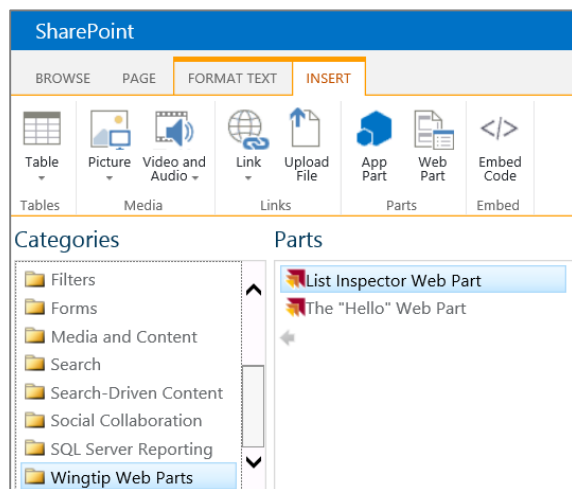 SharePoint
BROWSE PAGE FORMAT TEXT INSERT
Table Picture Video and Audio Link Upload File App Part Web Part Embed Code
Tables Media Links Parts Embed
Categories
Filters
Forms
Media and Content
Search
Search-Driven Content
Social Collaboration
SQL Server Reporting
Wingtip Web Parts
Parts
List Inspector Web Part
The "Hello" Web Part